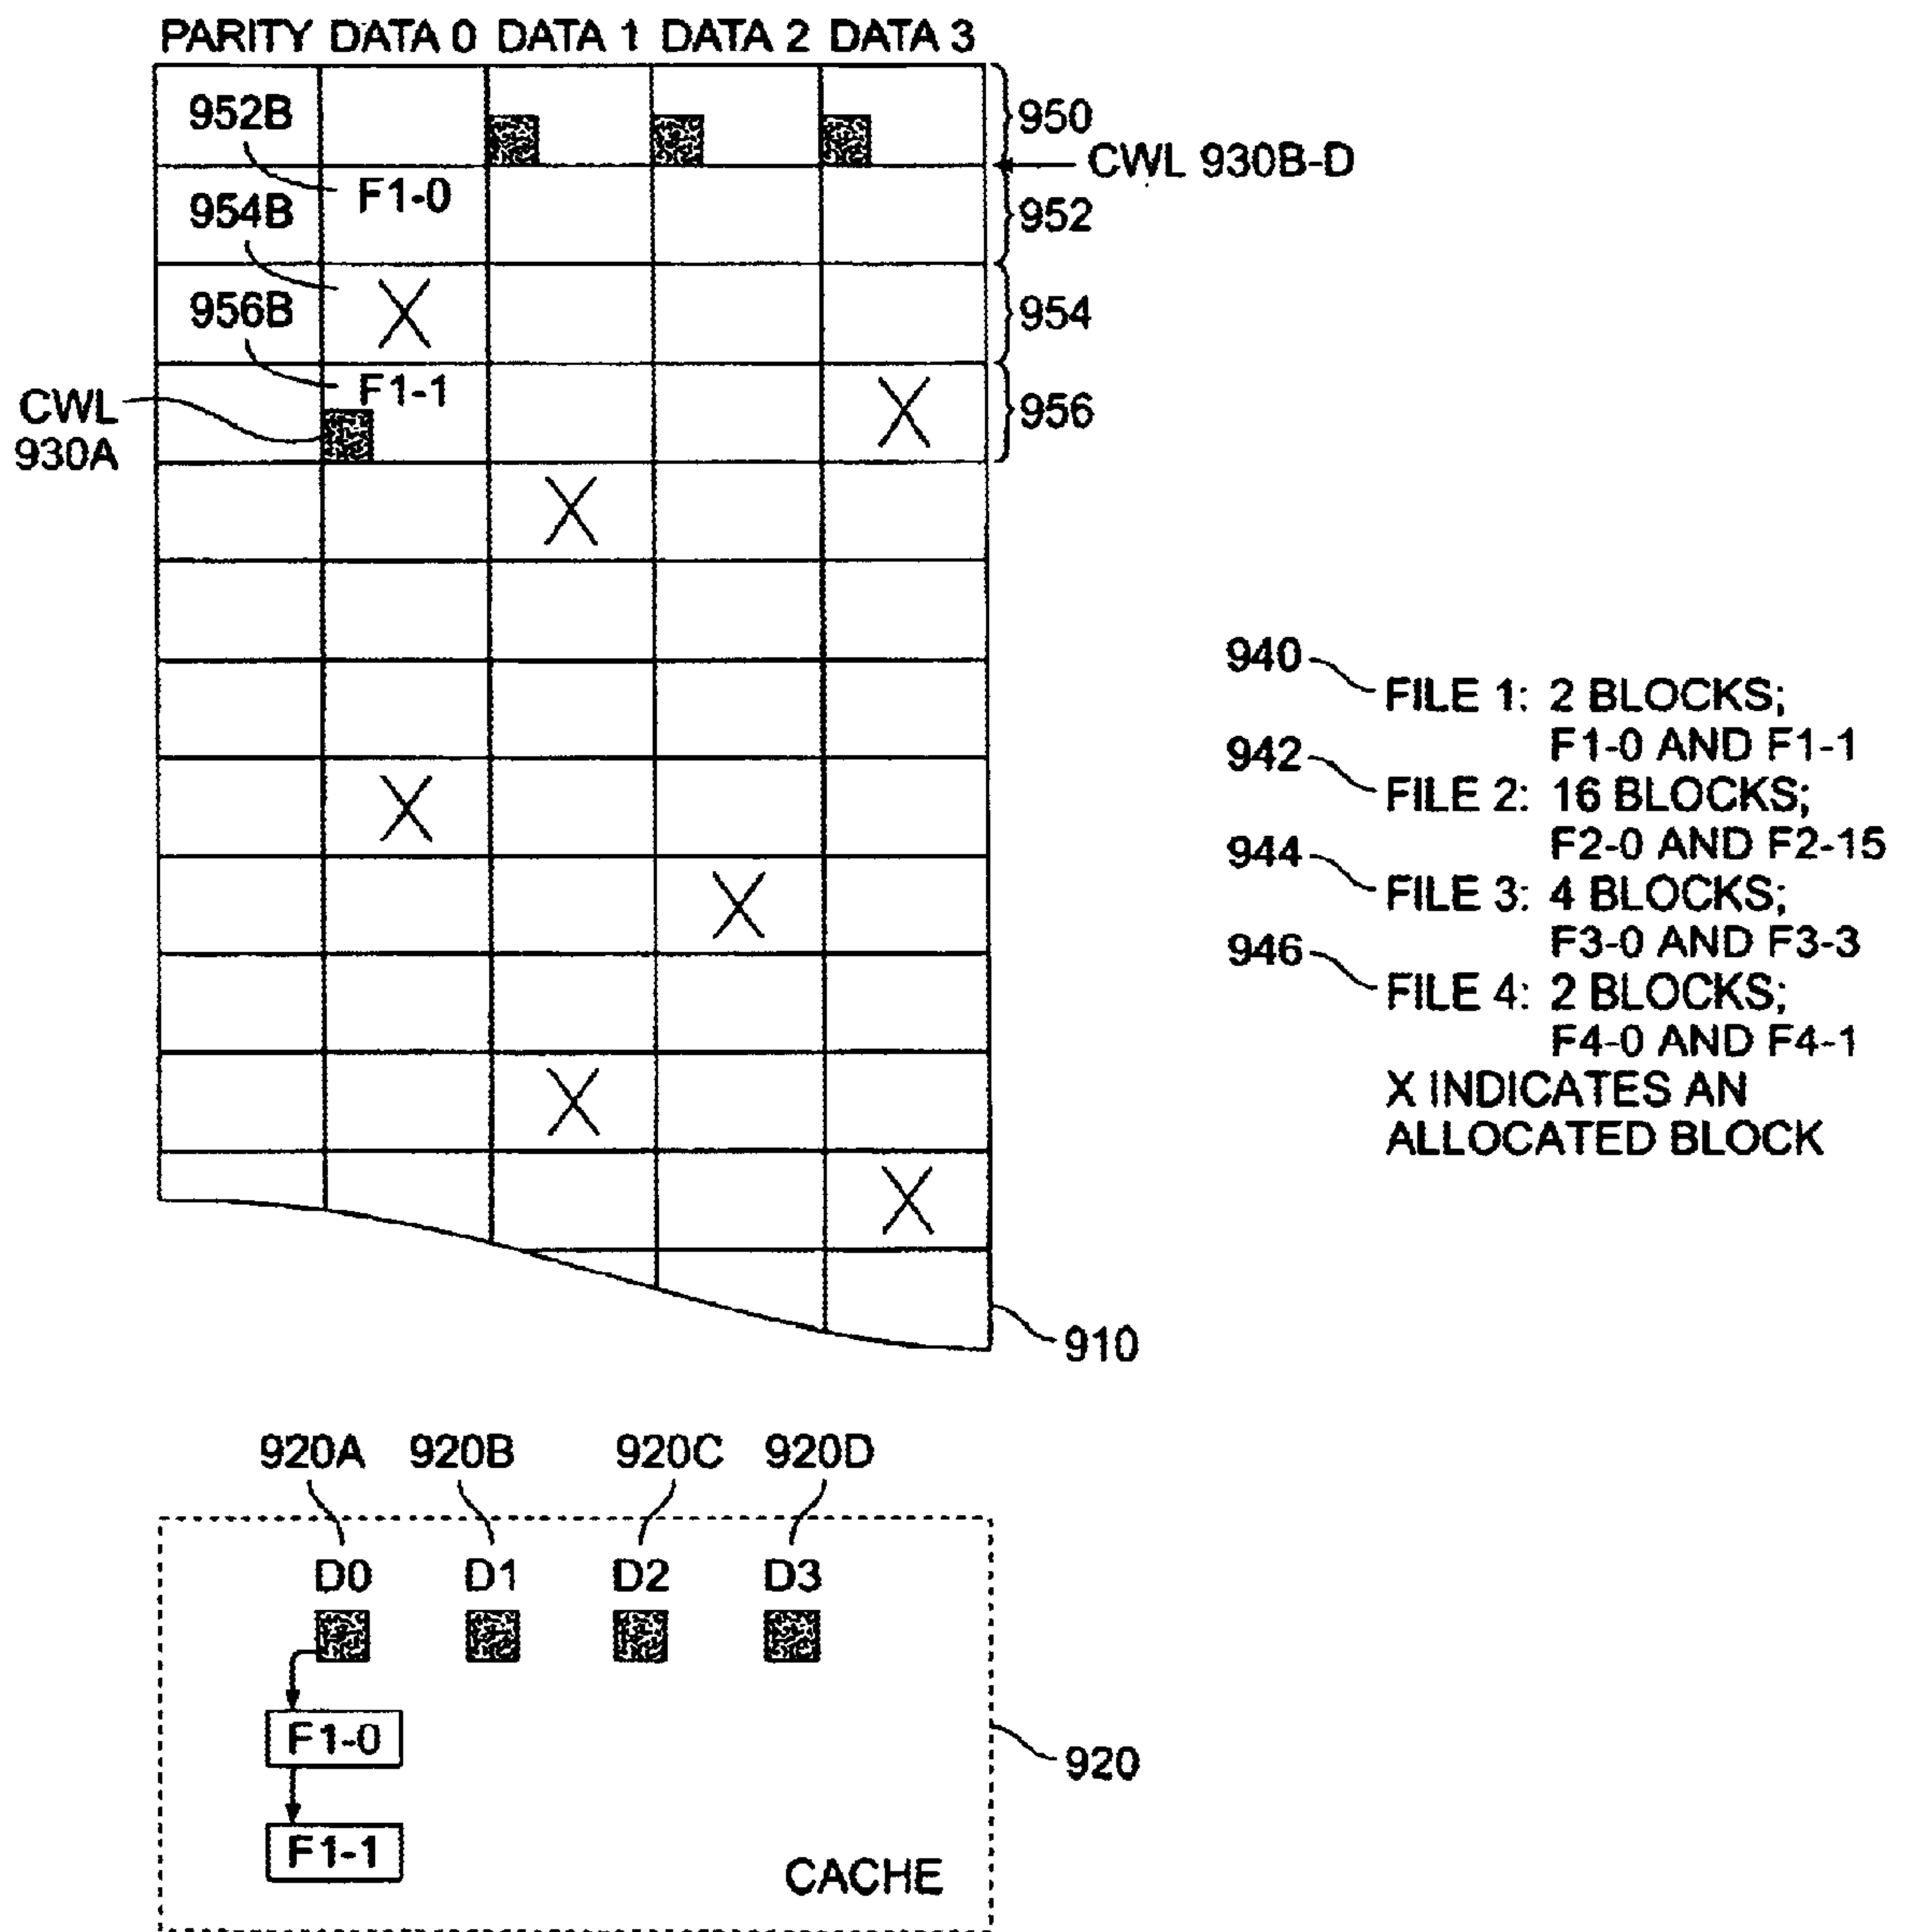 PARITY DATA 0 DATA 1 DATA 2 DATA 3
952B
950
CWL 930B-D
F1-0
954B
952
X
956B
954
F1-1
CWL
930A
X
956
X
X
X
X
X
910
940
FILE 1: 2 BLOCKS;
F1-0 AND F1-1
942
FILE 2: 16 BLOCKS;
F2-0 AND F2-15
944
FILE 3: 4 BLOCKS;
F3-0 AND F3-3
946
FILE 4: 2 BLOCKS;
F4-0 AND F4-1
X INDICATES AN
ALLOCATED BLOCK
920A 920B 920C 920D
D0 D1 D2 D3
F1-0
920
F1-1
CACHE